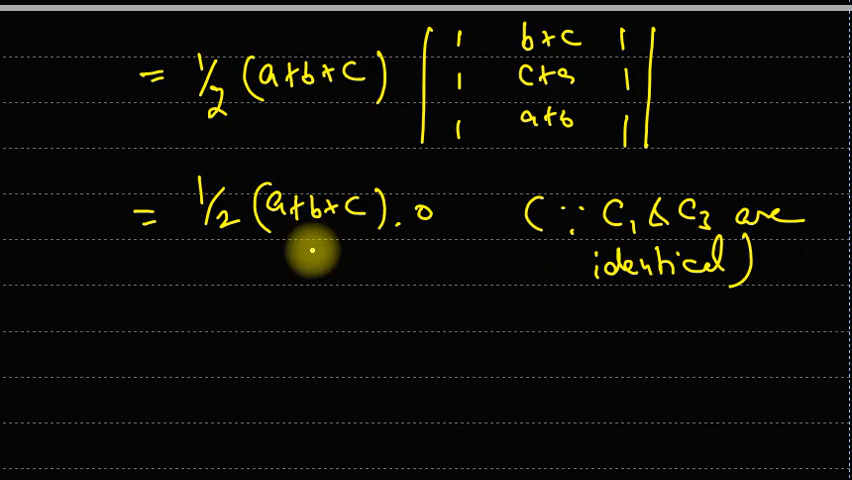 = 1/2 (a+b+c) | 1 b+c 1 |
| 1 c+a 1 |
| 1 a+b 1 |
= 1/2 (a+b+c) . 0 (∵ C₁ & C₃ are
identical)